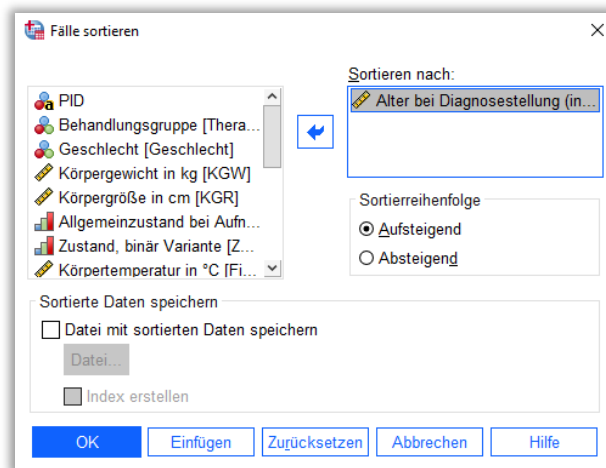 Fälle sortieren
PID
Behandlungsgruppe [Thera...
Geschlecht [Geschlecht]
Körpergewicht in kg [KGW]
Körpergröße in cm [KGR]
Allgemeinzustand bei Aufn...
Zustand, binär Variante [Z...
Körpertemperatur in °C [Fi...
Sortieren nach:
Alter bei Diagnosestellung (in...
Sortierreihenfolge
Aufsteigend
Absteigend
Sortierte Daten speichern
Datei mit sortierten Daten speichern
Datei...
Index erstellen
OK
Einfügen
Zurücksetzen
Abbrechen
Hilfe